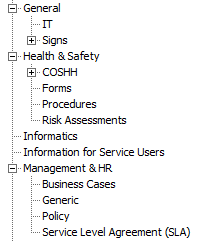 General
IT
Signs
Health & Safety
COSHH
Forms
Procedures
Risk Assessments
Informatics
Information for Service Users
Management & HR
Business Cases
Generic
Policy
Service Level Agreement (SLA)